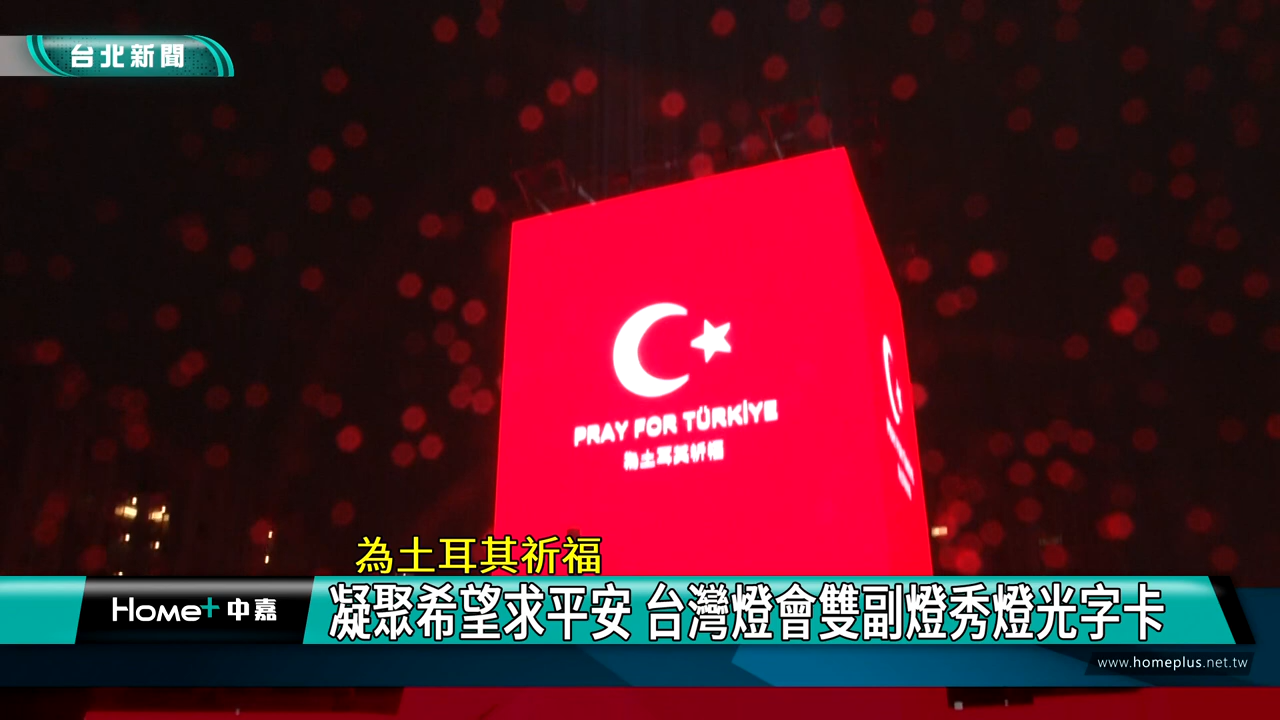 台北新聞
PRAY FOR TÜRKİYE
為土耳其祈福
為土耳其祈福
Home+ 中嘉
凝聚希望求平安 台灣燈會雙副燈秀燈光字卡
www.homeplus.net.tw